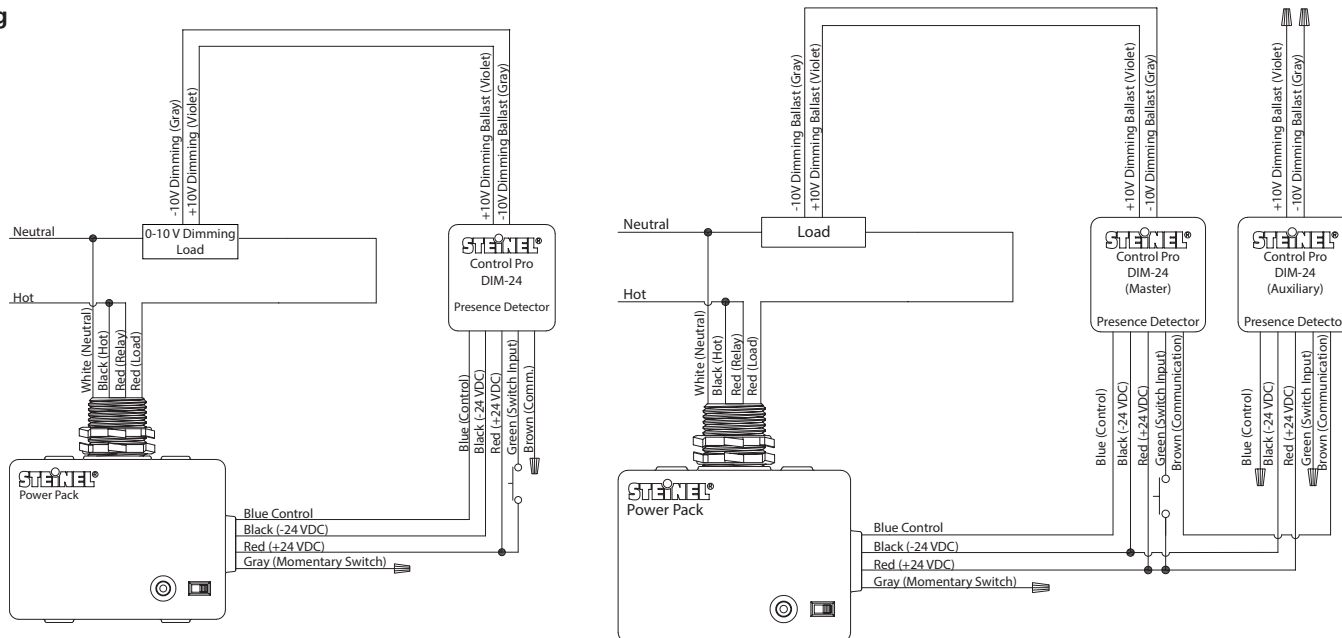 g
-10V Dimming (Gray)
+10V Dimming (Violet)
+10V Dimming Ballast (Violet)
-10V Dimming Ballast (Gray)
Neutral
0-10 V Dimming
Load
Hot
STEINEL®
Control Pro
DIM-24
Presence Detector
White (Neutral)
Black (Hot)
Red (Relay)
Red (Load)
Blue (Control)
Black (-24 VDC)
Red (+24 VDC)
Green (Switch Input)
Brown (Comm.)
STEINEL®
Power Pack
Blue Control
Black (-24 VDC)
Red (+24 VDC)
Gray (Momentary Switch)
-10V Dimming Ballast (Gray)
+10V Dimming Ballast (Violet)
+10V Dimming Ballast (Violet)
-10V Dimming Ballast (Gray)
+10V Dimming Ballast (Violet)
-10V Dimming Ballast (Gray)
Neutral
Load
Hot
STEINEL®
Control Pro
DIM-24
(Master)
Presence Detector
STEINEL®
Control Pro
DIM-24
(Auxiliary)
Presence Detecto
White (Neutral)
Black (Hot)
Red (Relay)
Red (Load)
Blue (Control)
Black (-24 VDC)
Red (+24 VDC)
Green (Switch Input)
Brown (Communication)
Blue (Control)
Black (-24 VDC)
Red (+24 VDC)
Green (Switch Input)
Brown (Communication)
STEINEL®
Power Pack
Blue Control
Black (-24 VDC)
Red (+24 VDC)
Gray (Momentary Switch)